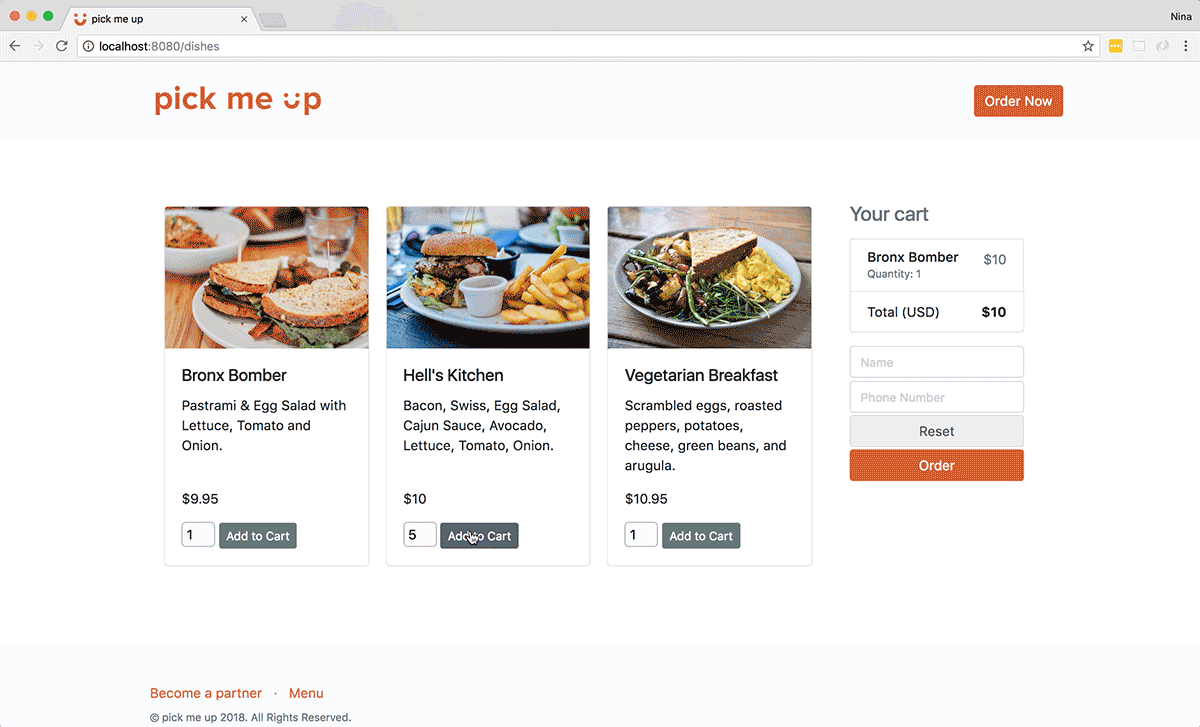 pick me up
Nina
localhost:8080/dishes
pick me up
Order Now
Bronx Bomber
Pastrami & Egg Salad with
Lettuce, Tomato and
Onion.
$9.95
1
Add to Cart
Hell's Kitchen
Bacon, Swiss, Egg Salad,
Cajun Sauce, Avocado,
Lettuce, Tomato, Onion.
$10
5
Add to Cart
Vegetarian Breakfast
Scrambled eggs, roasted
peppers, potatoes,
cheese, green beans, and
arugula.
$10.95
1
Add to Cart
Your cart
Bronx Bomber $10
Quantity: 1
Total (USD) $10
Name
Phone Number
Reset
Order
Become a partner · Menu
© pick me up 2018. All Rights Reserved.